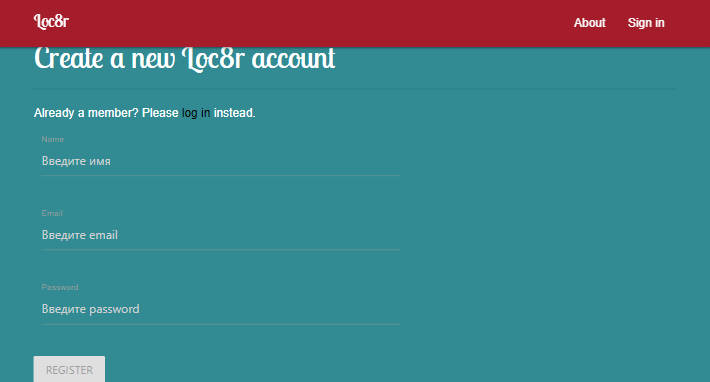 Loc8r About Sign in
Create a new Loc8r account
Already a member? Please log in instead.
Name
Введите имя
Email
Введите email
Password
Введите password
REGISTER